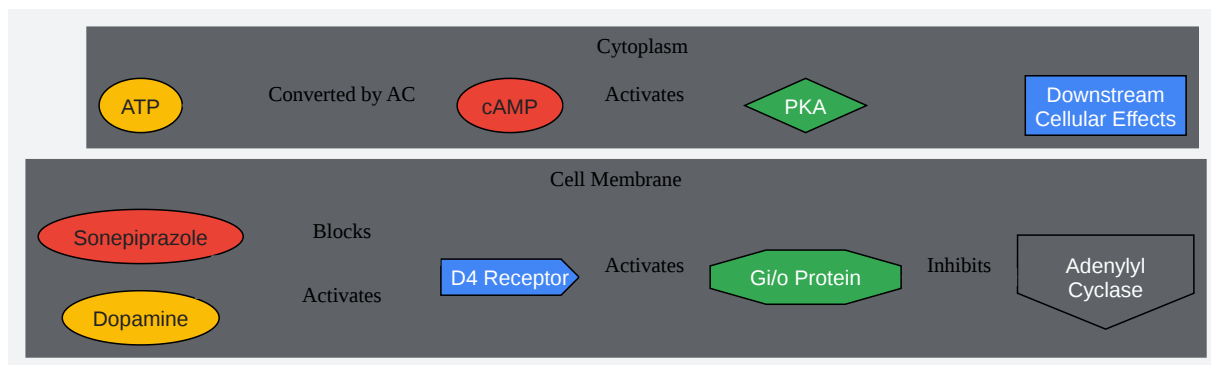 Cytoplasm
ATP
Converted by AC
cAMP
Activates
PKA
Downstream
Cellular Effects
Cell Membrane
Sonepiprazole
Blocks
Dopamine
Activates
D4 Receptor
Activates
Gi/o Protein
Inhibits
Adenylyl
Cyclase